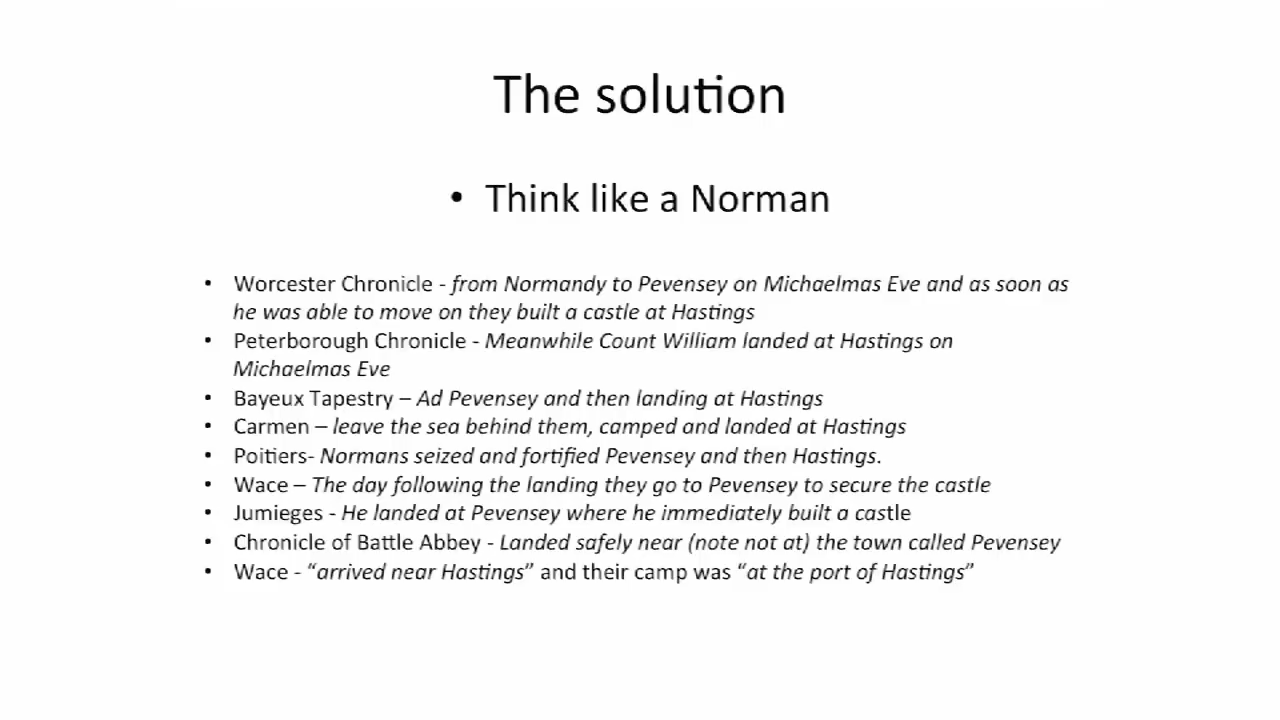 The solution
• Think like a Norman
• Worcester Chronicle - from Normandy to Pevensey on Michaelmas Eve and as soon as
he was able to move on they built a castle at Hastings
• Peterborough Chronicle - Meanwhile Count William landed at Hastings on
Michaelmas Eve
• Bayeux Tapestry – Ad Pevensey and then landing at Hastings
• Carmen – leave the sea behind them, camped and landed at Hastings
• Poitiers- Normans seized and fortified Pevensey and then Hastings.
• Wace – The day following the landing they go to Pevensey to secure the castle
• Jumieges - He landed at Pevensey where he immediately built a castle
• Chronicle of Battle Abbey - Landed safely near (note not at) the town called Pevensey
• Wace - “arrived near Hastings” and their camp was “at the port of Hastings”